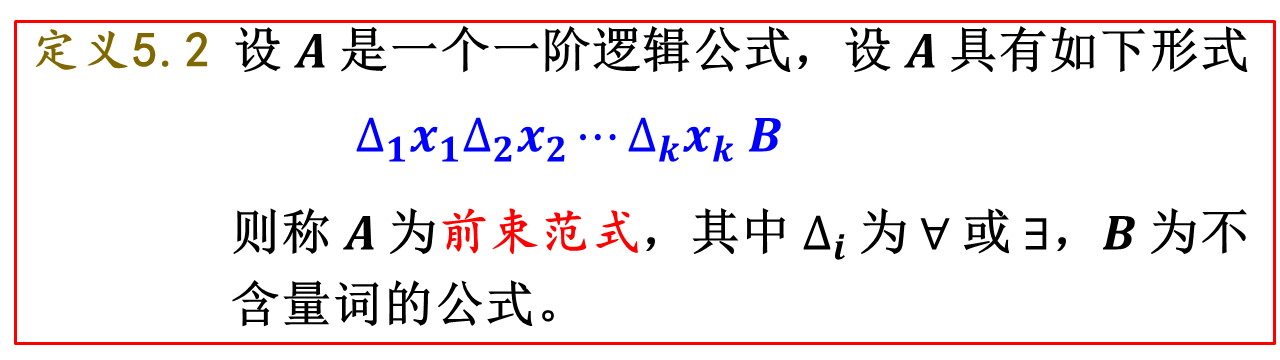 定义5.2 设 A 是一个一阶逻辑公式，设 A 具有如下形式
Δ₁x₁Δ₂x₂⋯Δₖxₖ B
则称 A 为前束范式，其中 Δᵢ 为 ∀ 或 ∃，B 为不
含量词的公式。